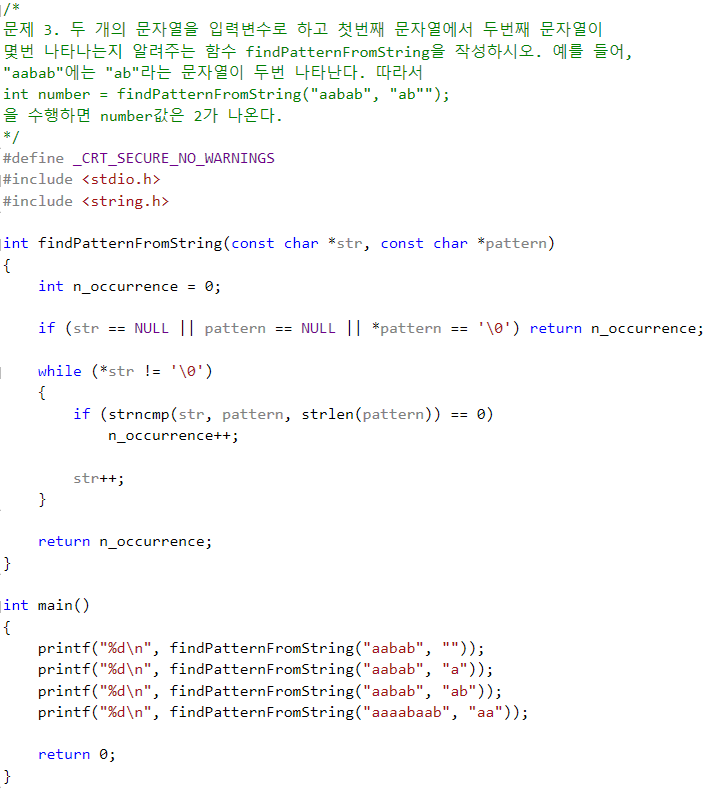 /*
문제 3. 두 개의 문자열을 입력변수로 하고 첫번째 문자열에서 두번째 문자열이
몇번 나타나는지 알려주는 함수 findPatternFromString을 작성하시오. 예를 들어,
"aabab"에는 "ab"라는 문자열이 두번 나타난다. 따라서
int number = findPatternFromString("aabab", "ab"");
을 수행하면 number값은 2가 나온다.
*/
#define _CRT_SECURE_NO_WARNINGS
#include <stdio.h>
#include <string.h>
int findPatternFromString(const char *str, const char *pattern)
{
int n_occurrence = 0;
if (str == NULL || pattern == NULL || *pattern == '\0') return n_occurrence;
while (*str != '\0')
{
if (strncmp(str, pattern, strlen(pattern)) == 0)
n_occurrence++;
str++;
}
return n_occurrence;
}
int main()
{
printf("%d\n", findPatternFromString("aabab", ""));
printf("%d\n", findPatternFromString("aabab", "a"));
printf("%d\n", findPatternFromString("aabab", "ab"));
printf("%d\n", findPatternFromString("aaaabaab", "aa"));
return 0;
}